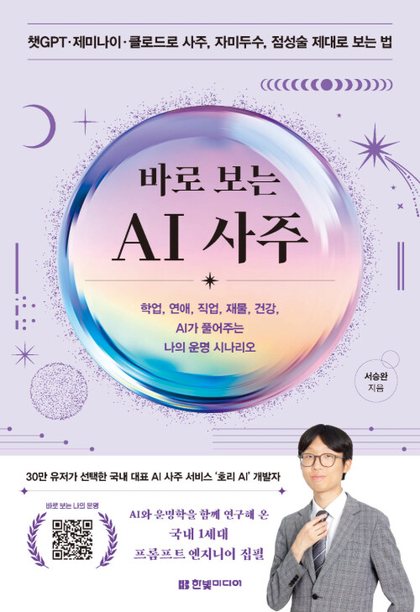 챗GPT·제미나이·클로드로 사주, 자미두수, 점성술 제대로 보는 법
바로 보는
AI 사주
학업, 연애, 직업, 재물, 건강,
AI가 풀어주는
나의 운명 시나리오
서승완
지음
30만 유저가 선택한 국내 대표 AI 사주 서비스 '호리 AI' 개발자
바로 보는 나의 운명
AI와 운명학을 함께 연구해 온
국내 1세대
프롬프트 엔지니어 집필
한빛미디어